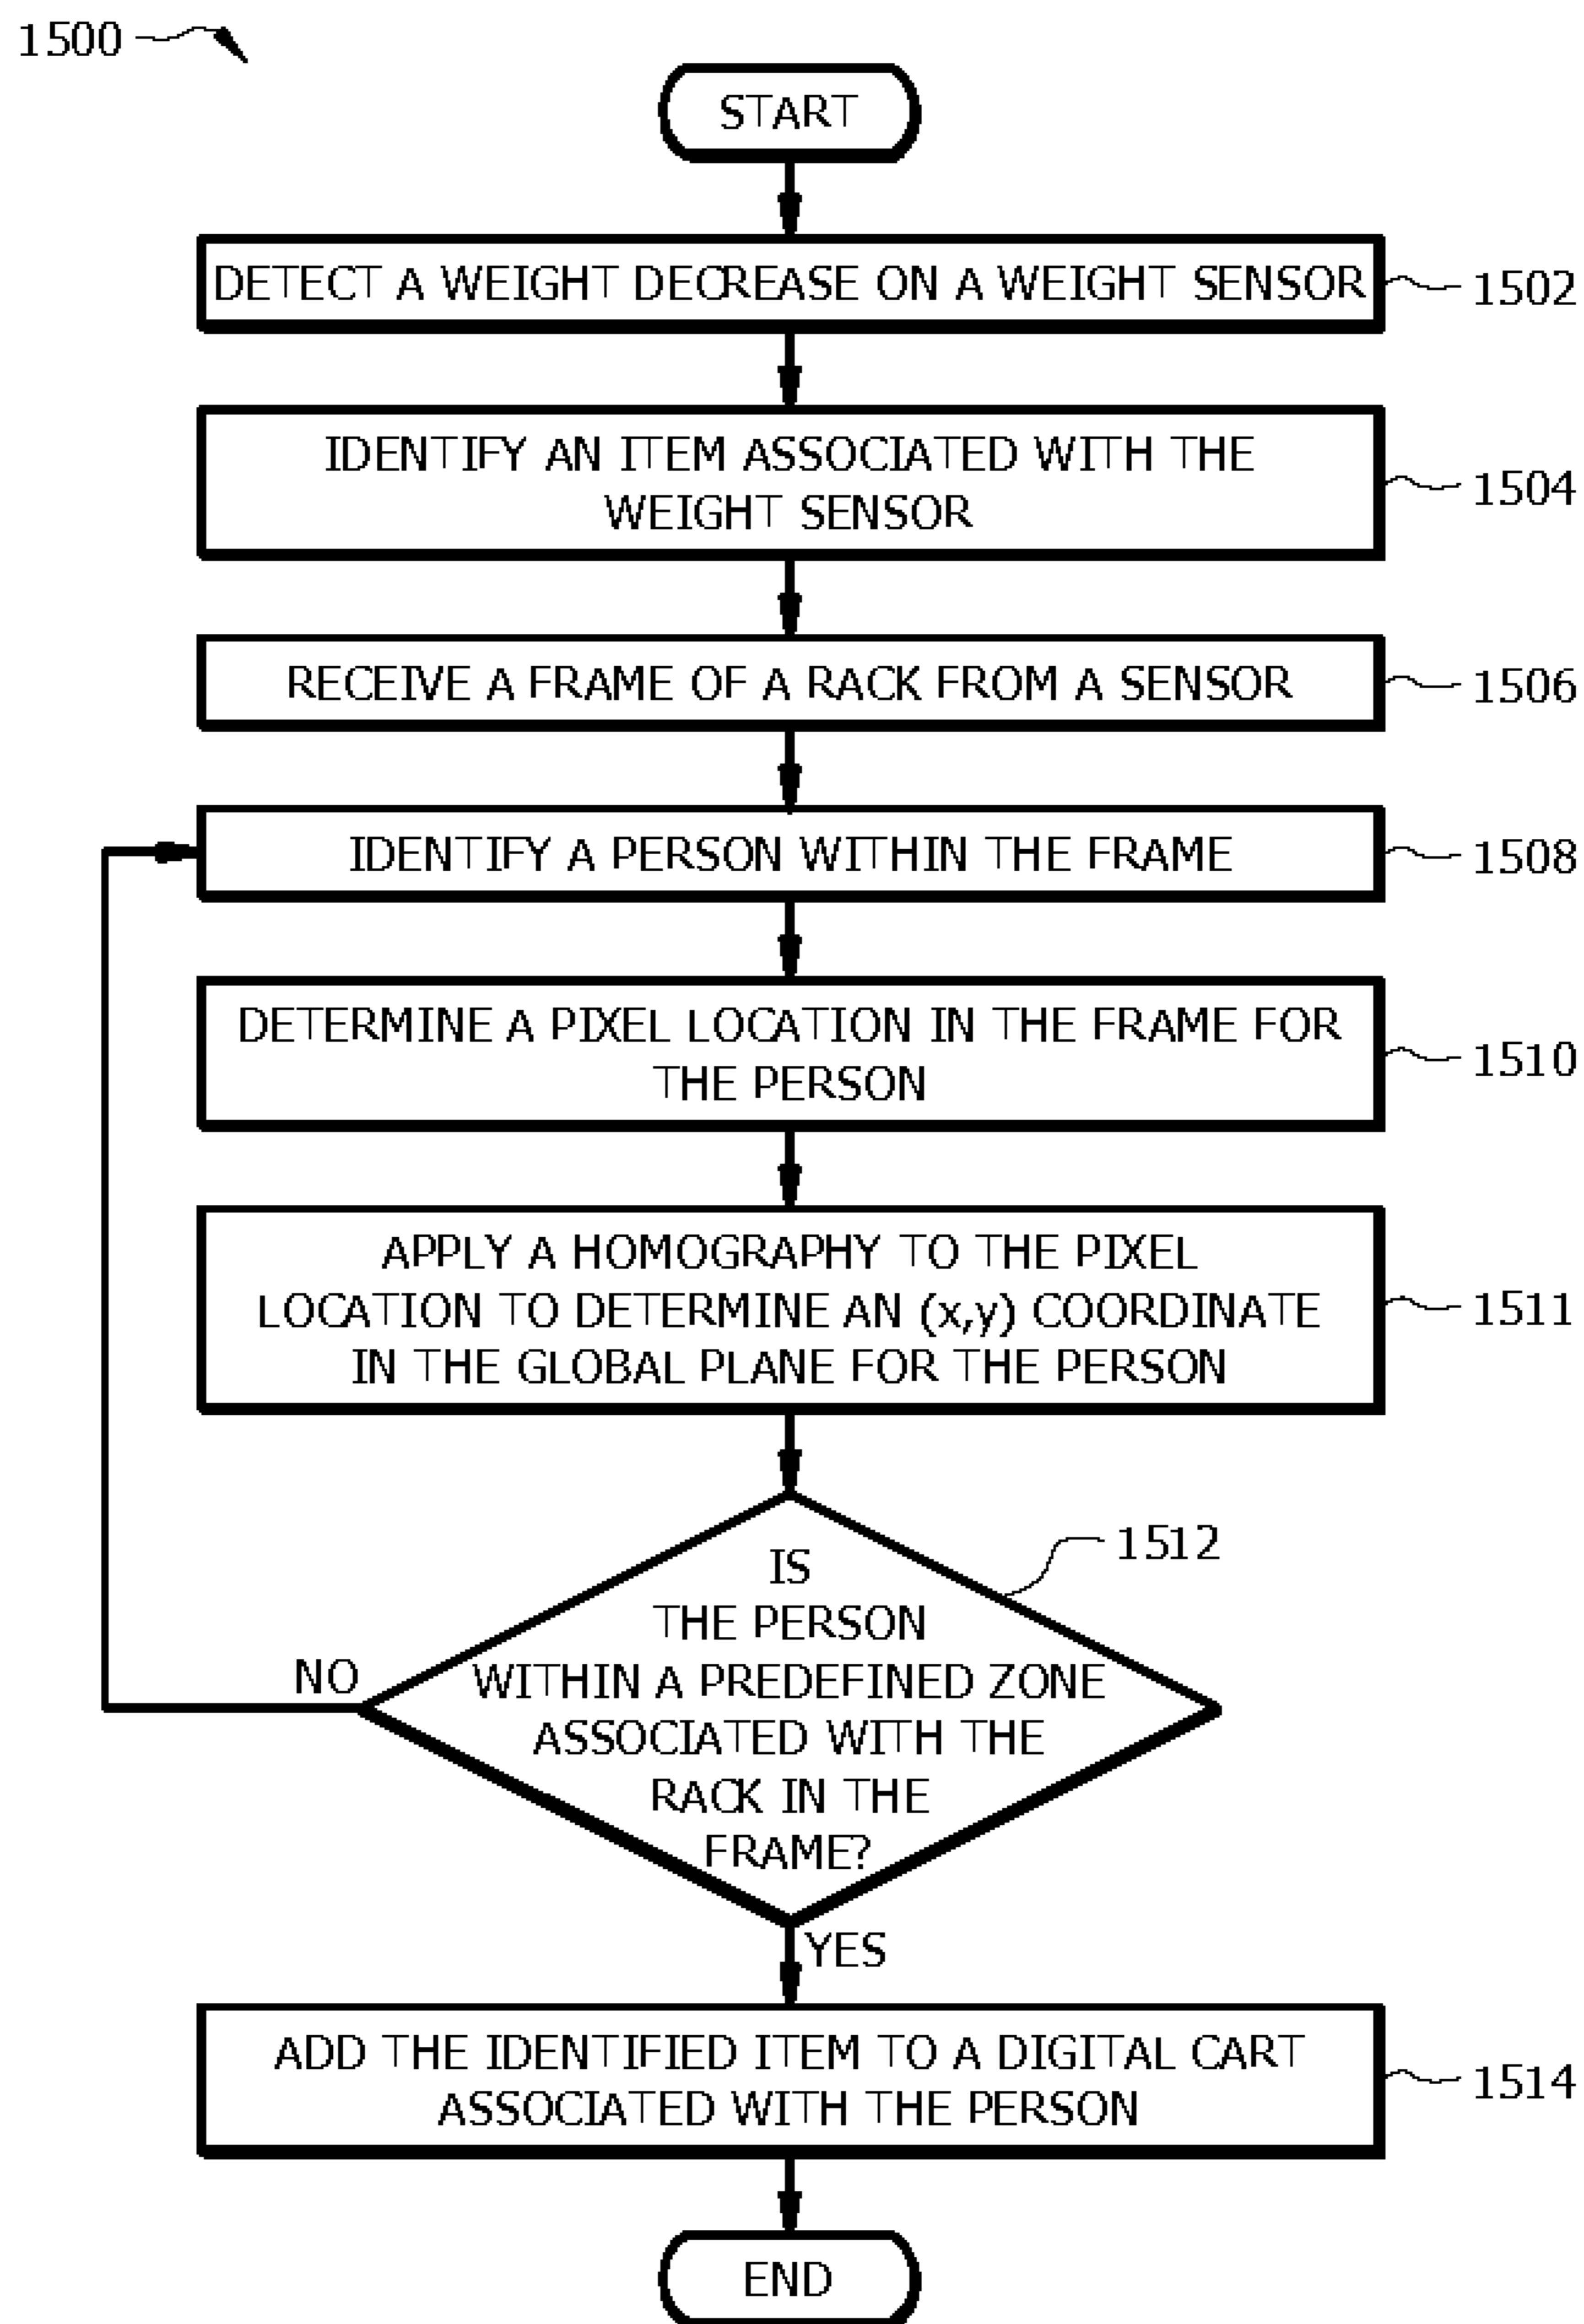 1500
START
DETECT A WEIGHT DECREASE ON A WEIGHT SENSOR
1502
IDENTIFY AN ITEM ASSOCIATED WITH THE
WEIGHT SENSOR
1504
RECEIVE A FRAME OF A RACK FROM A SENSOR
1506
IDENTIFY A PERSON WITHIN THE FRAME
1508
DETERMINE A PIXEL LOCATION IN THE FRAME FOR
THE PERSON
1510
APPLY A HOMOGRAPHY TO THE PIXEL
LOCATION TO DETERMINE AN (x,y) COORDINATE
IN THE GLOBAL PLANE FOR THE PERSON
1511
IS
THE PERSON
WITHIN A PREDEFINED ZONE
ASSOCIATED WITH THE
RACK IN THE
FRAME?
1512
NO
YES
ADD THE IDENTIFIED ITEM TO A DIGITAL CART
ASSOCIATED WITH THE PERSON
1514
END